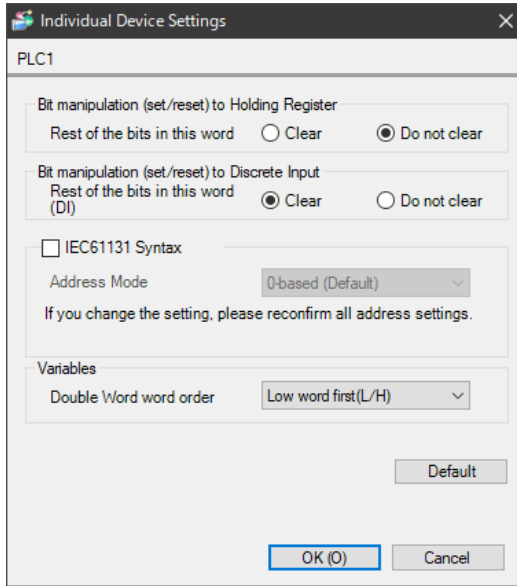 Individual Device Settings
PLC1
Bit manipulation (set/reset) to Holding Register
Rest of the bits in this word Clear Do not clear
Bit manipulation (set/reset) to Discrete Input
Rest of the bits in this word
(DI) Clear Do not clear
IEC61131 Syntax
Address Mode 0-based (Default)
If you change the setting, please reconfirm all address settings.
Variables
Double Word word order Low word first(L/H)
Default
OK (O) Cancel